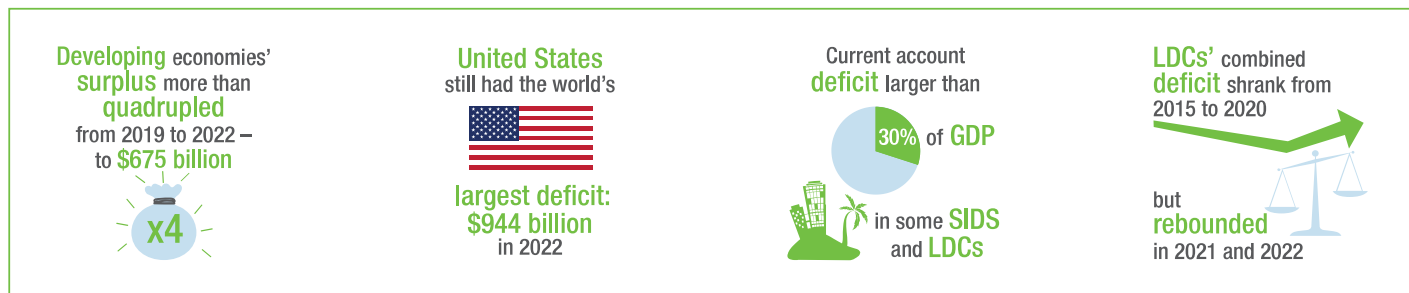 Developing economies'
surplus more than
quadrupled
from 2019 to 2022 –
to $675 billion
x4
United States
still had the world's
largest deficit:
$944 billion
in 2022
Current account
deficit larger than
30% of GDP
in some SIDS
and LDCs
LDCs' combined
deficit shrank from
2015 to 2020
but
rebounded
in 2021 and 2022